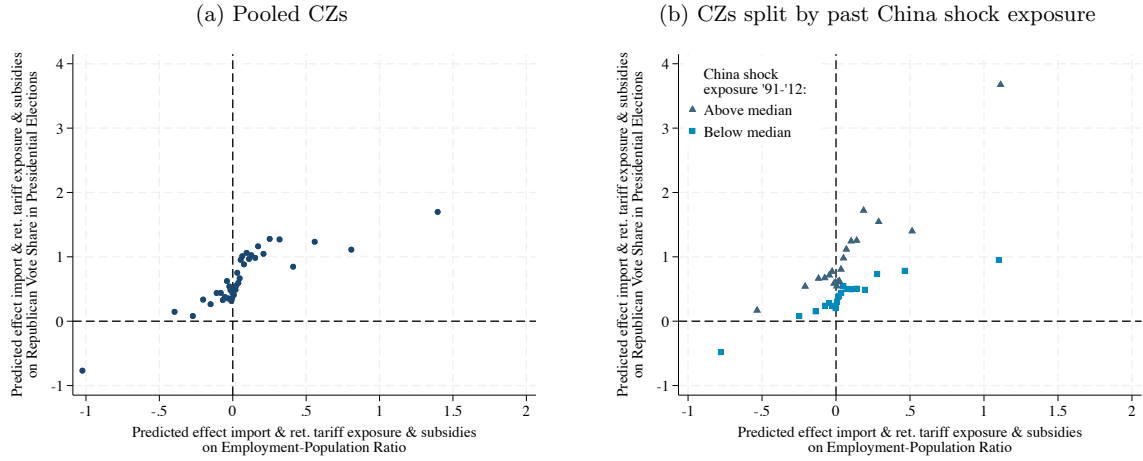 (a) Pooled CZs
Predicted effect import & ret. tariff exposure & subsidies
on Republican Vote Share in Presidential Elections
4
3
2
1
0
-1
-1
-.5
0
.5
1
1.5
2
Predicted effect import & ret. tariff exposure & subsidies
on Employment-Population Ratio
(b) CZs split by past China shock exposure
Predicted effect import & ret. tariff exposure & subsidies
on Republican Vote Share in Presidential Elections
4
3
2
1
0
-1
China shock
exposure '91-'12:
Above median
Below median
-1
-.5
0
.5
1
1.5
2
Predicted effect import & ret. tariff exposure & subsidies
on Employment-Population Ratio